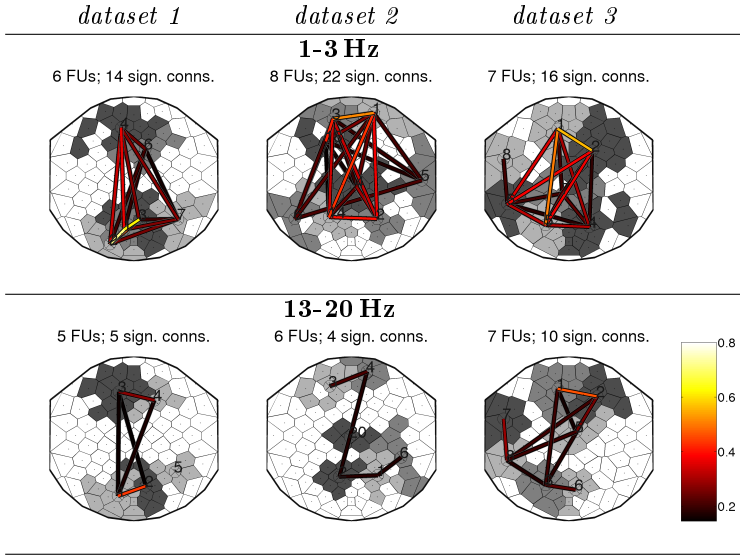 dataset 1 dataset 2 dataset 3
1-3 Hz
6 FUs; 14 sign. conns. 8 FUs; 22 sign. conns. 7 FUs; 16 sign. conns.
4 6 7
3 1 5 2
1 2 8
13-20 Hz
5 FUs; 5 sign. conns. 6 FUs; 4 sign. conns. 7 FUs; 10 sign. conns.
3 4 5 2
3 4 6
1 2 7 6
0.8
0.6
0.4
0.2